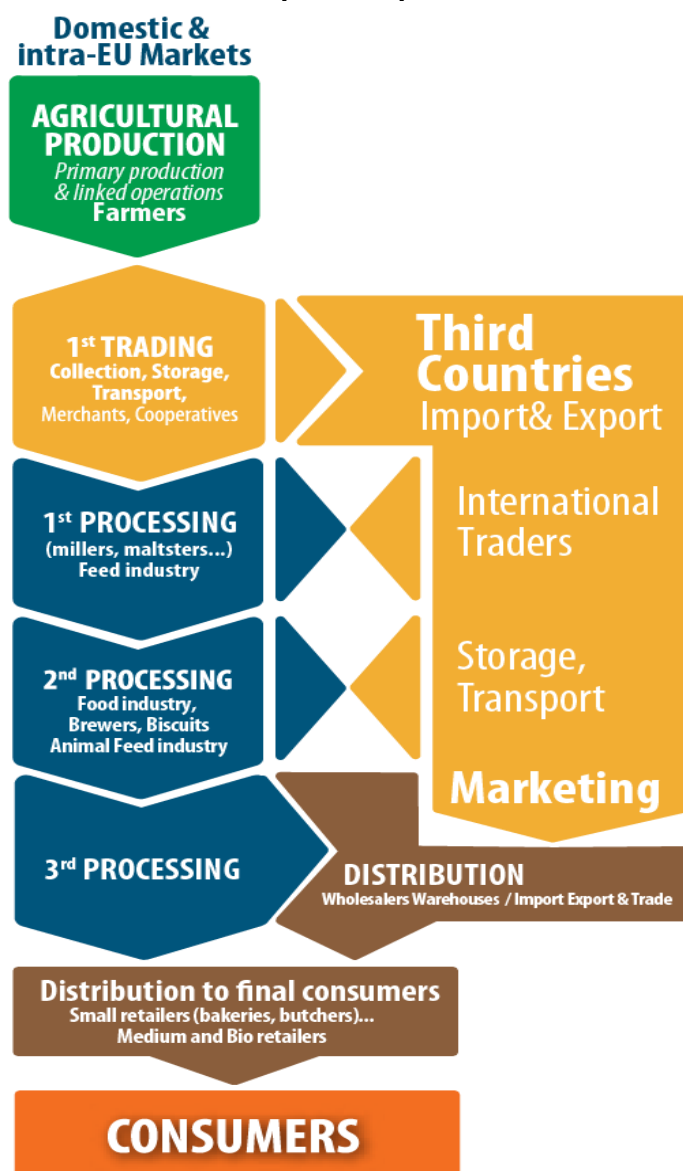 Domestic &
intra-EU Markets
AGRICULTURAL
PRODUCTION
Primary production
& linked operations
Farmers
1st TRADING
Collection, Storage,
Transport,
Merchants, Cooperatives
Third
Countries
Import& Export
1st PROCESSING
(millers, maltsters...)
Feed industry
International
Traders
2nd PROCESSING
Food industry,
Brewers, Biscuits
Animal Feed industry
Storage,
Transport
Marketing
3rd PROCESSING
DISTRIBUTION
Wholesalers Warehouses / Import Export & Trade
Distribution to final consumers
Small retailers (bakeries, butchers)...
Medium and Bio retailers
CONSUMERS